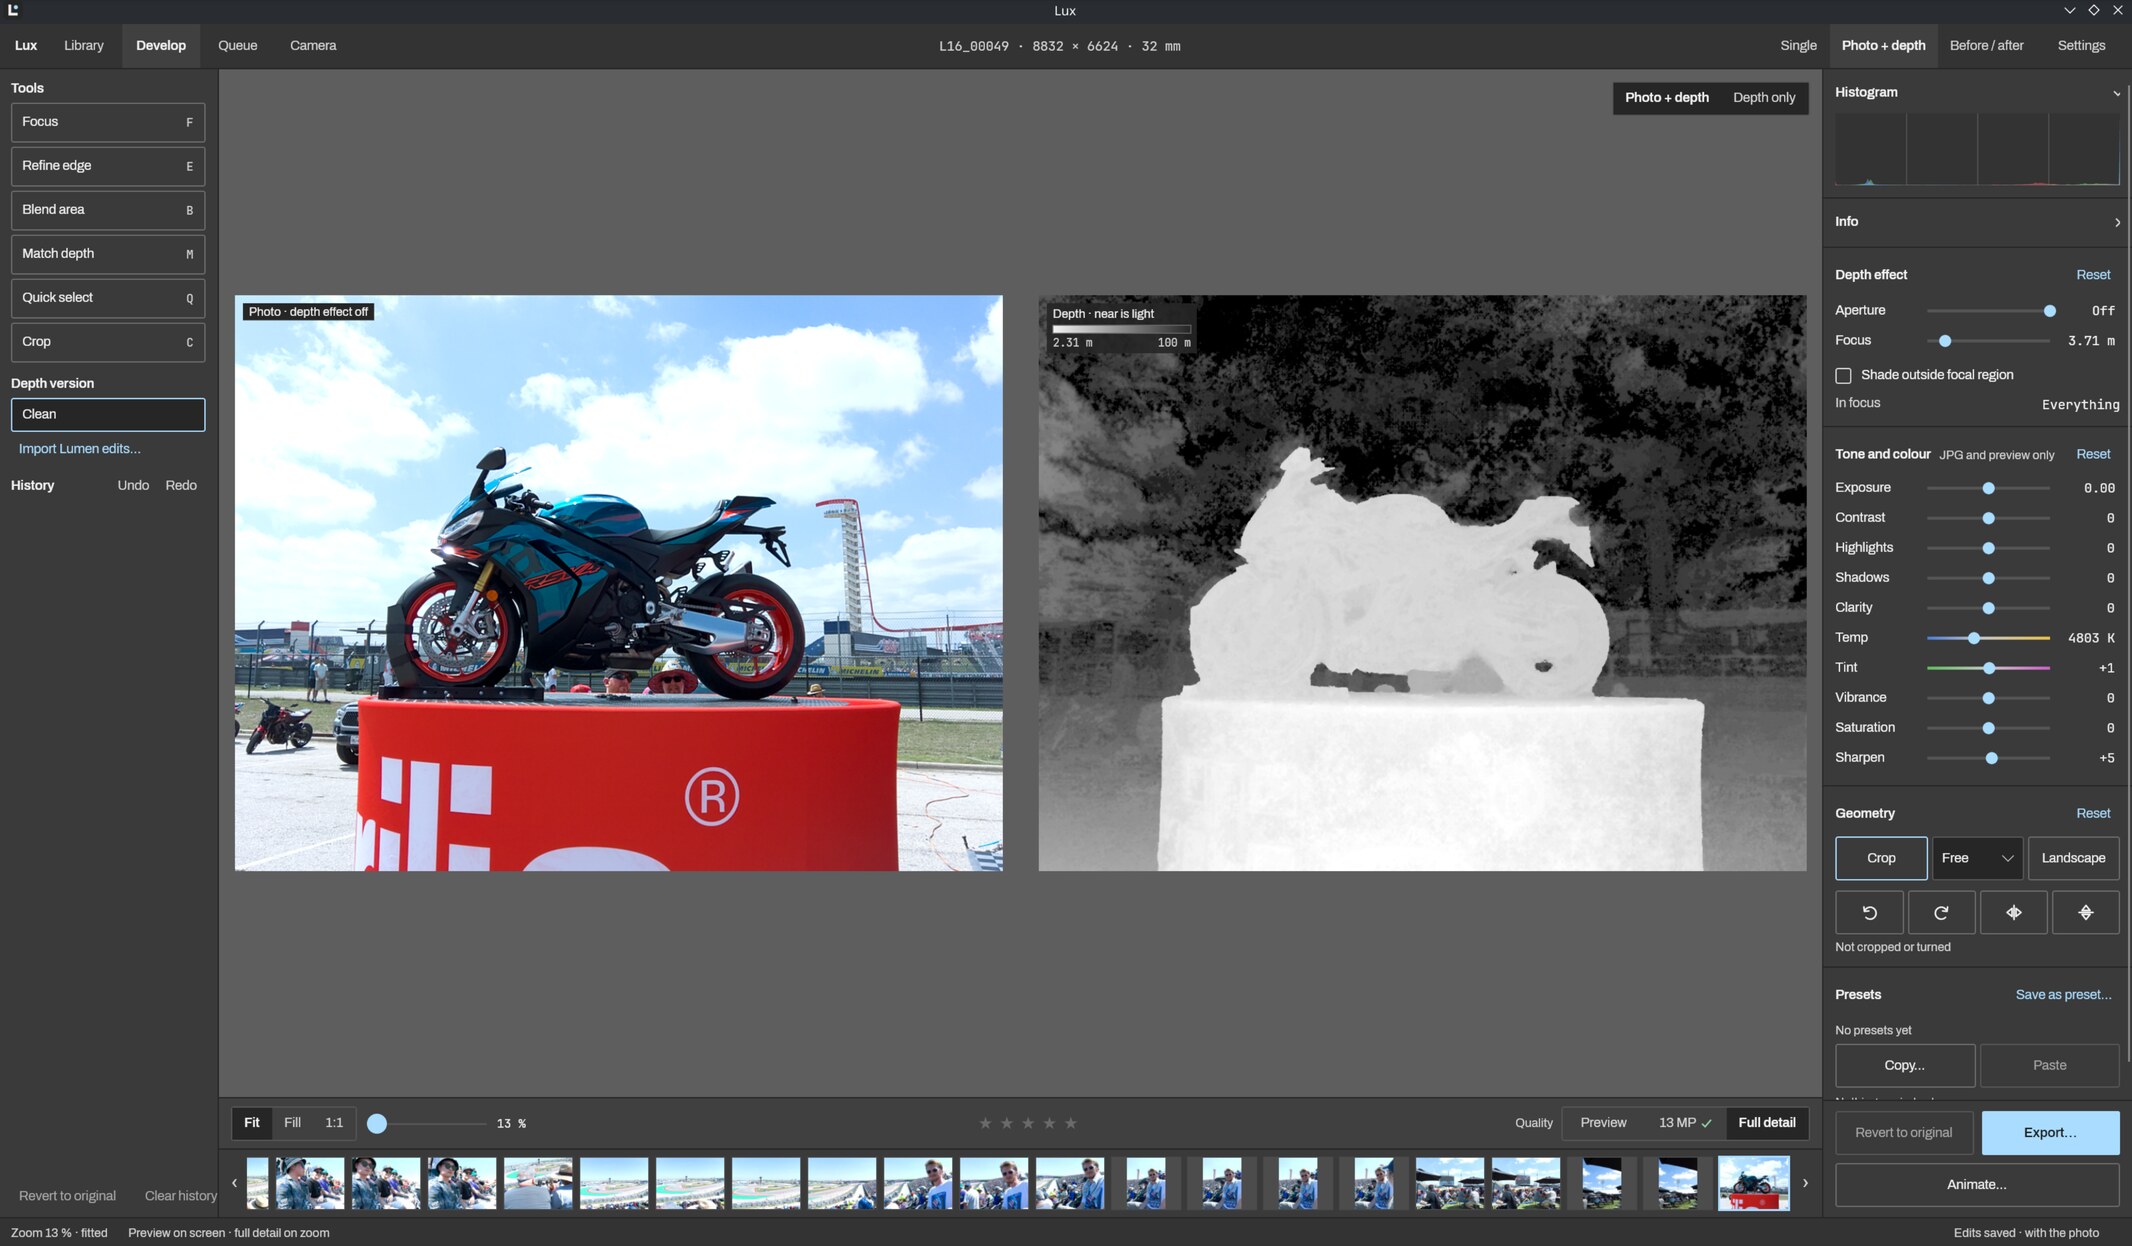 Lux
Lux
Library
Develop
Queue
Camera
L16_00049 · 8832 × 6624 · 32 mm
Single
Photo + depth
Before / after
Settings
Tools
Focus F
Refine edge E
Blend area B
Match depth M
Quick select Q
Crop C
Depth version
Clean
Import Lumen edits...
History
Undo
Redo
Revert to original
Clear history
Photo + depth
Depth only
Photo · depth effect off
RSV4
MICHELIN
®
Depth · near is light
2.31 m
100 m
Histogram
Info
Depth effect
Reset
Aperture Off
Focus 3.71 m
Shade outside focal region
In focus Everything
Tone and colour JPG and preview only Reset
Exposure 0.00
Contrast 0
Highlights 0
Shadows 0
Clarity 0
Temp 4803 K
Tint +1
Vibrance 0
Saturation 0
Sharpen +5
Geometry Reset
Crop
Free
Landscape
Not cropped or turned
Presets Save as preset...
No presets yet
Copy...
Paste
Revert to original
Export...
Animate...
Fit
Fill
1:1
13 %
Quality
Preview
13 MP ✓
Full detail
Zoom 13 % · fitted
Preview on screen · full detail on zoom
Edits saved · with the photo